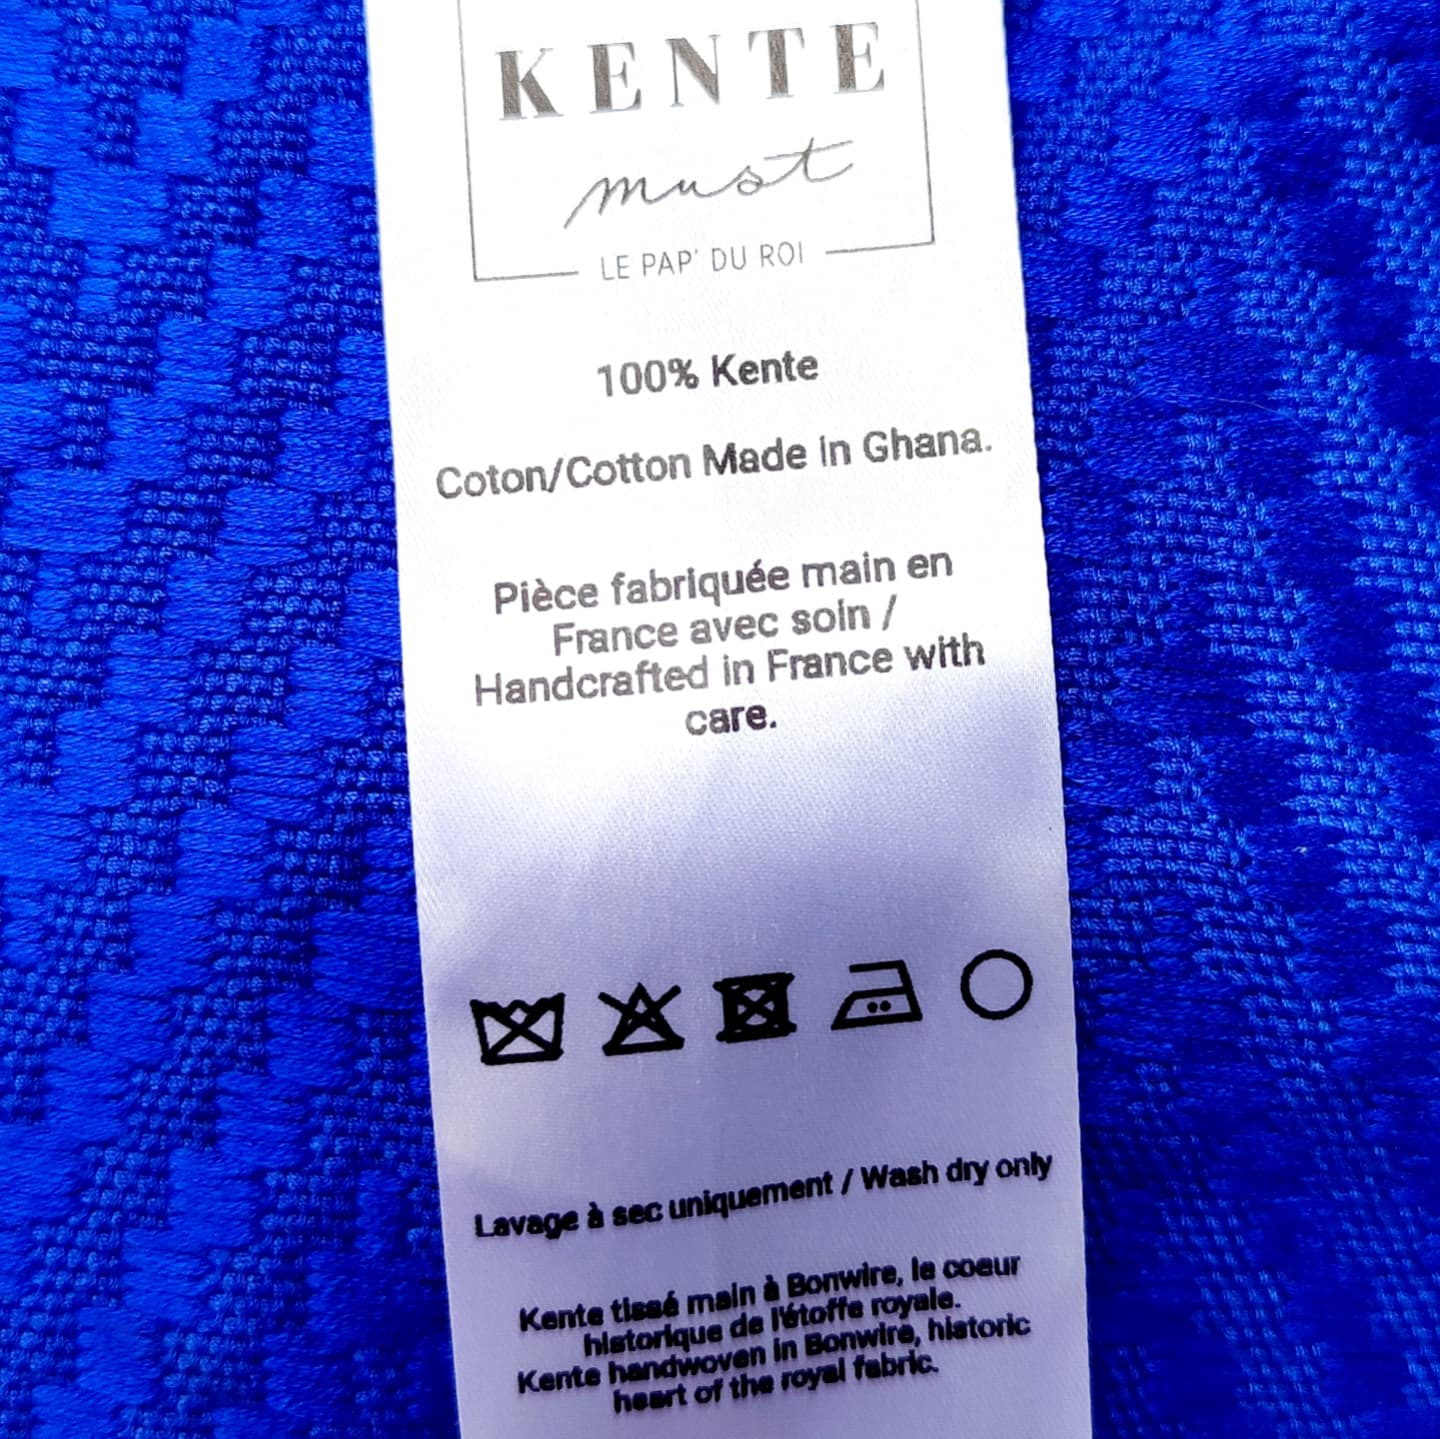 KENTE
must
LE PAP' DU ROI
100% Kente
Coton/Cotton Made in Ghana.
Pièce fabriquée main en
France avec soin /
Handcrafted in France with
care.
Lavage à sec uniquement / Wash dry only
Kente tissé main à Bonwire, le coeur
historique de l'étoffe royale.
Kente handwoven in Bonwire, historic
heart of the royal fabric.